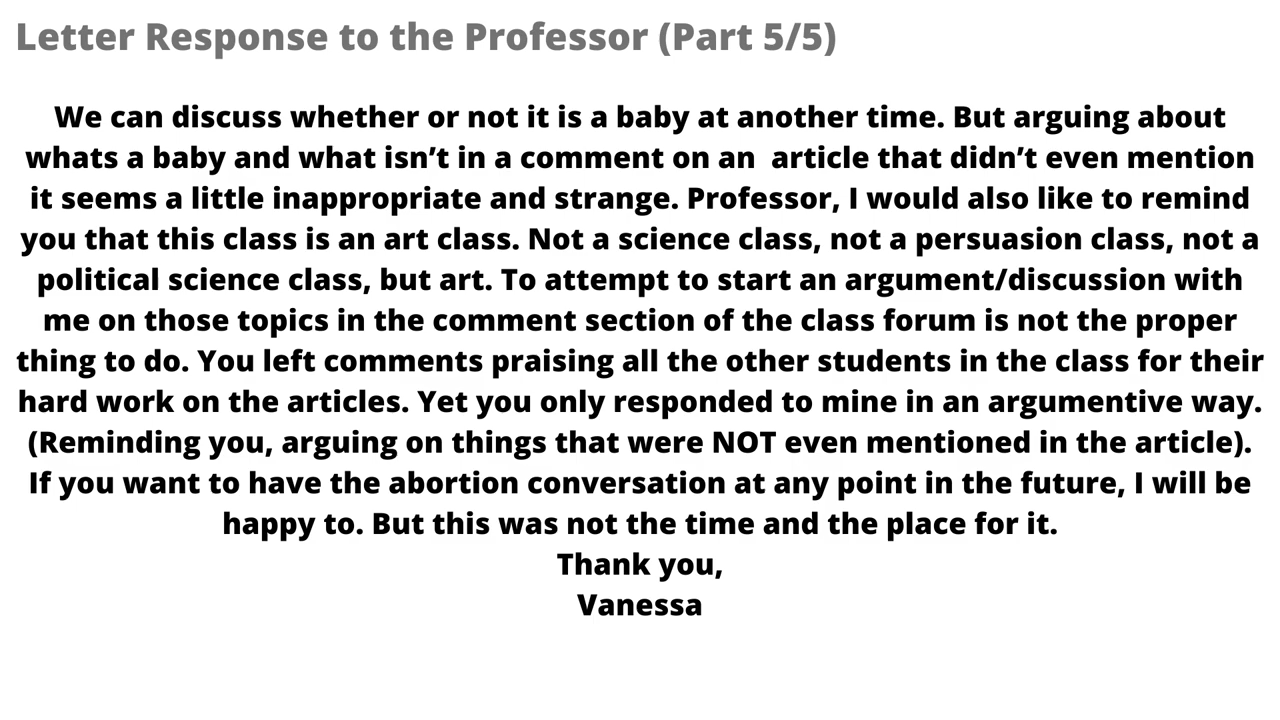 Letter Response to the Professor (Part 5/5)
We can discuss whether or not it is a baby at another time. But arguing about
whats a baby and what isn’t in a comment on an  article that didn’t even mention
it seems a little inappropriate and strange. Professor, I would also like to remind
you that this class is an art class. Not a science class, not a persuasion class, not a
political science class, but art. To attempt to start an argument/discussion with
me on those topics in the comment section of the class forum is not the proper
thing to do. You left comments praising all the other students in the class for their
hard work on the articles. Yet you only responded to mine in an argumentive way.
(Reminding you, arguing on things that were NOT even mentioned in the article).
If you want to have the abortion conversation at any point in the future, I will be
happy to. But this was not the time and the place for it.
Thank you,
Vanessa